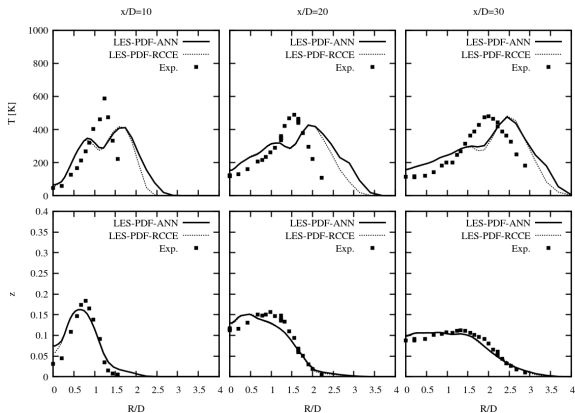 x/D=10 x/D=20 x/D=30
1000
800
600
400
200
0
T [K]
LES-PDF-ANN
LES-PDF-RCCE
Exp.
LES-PDF-ANN
LES-PDF-RCCE
Exp.
LES-PDF-ANN
LES-PDF-RCCE
Exp.
0.4
0.35
0.3
0.25
0.2
0.15
0.1
0.05
0
z
LES-PDF-ANN
LES-PDF-RCCE
Exp.
LES-PDF-ANN
LES-PDF-RCCE
Exp.
LES-PDF-ANN
LES-PDF-RCCE
Exp.
0 0.5 1 1.5 2 2.5 3 3.5 4 0 0.5 1 1.5 2 2.5 3 3.5 4 0 0.5 1 1.5 2 2.5 3 3.5 4
R/D R/D R/D